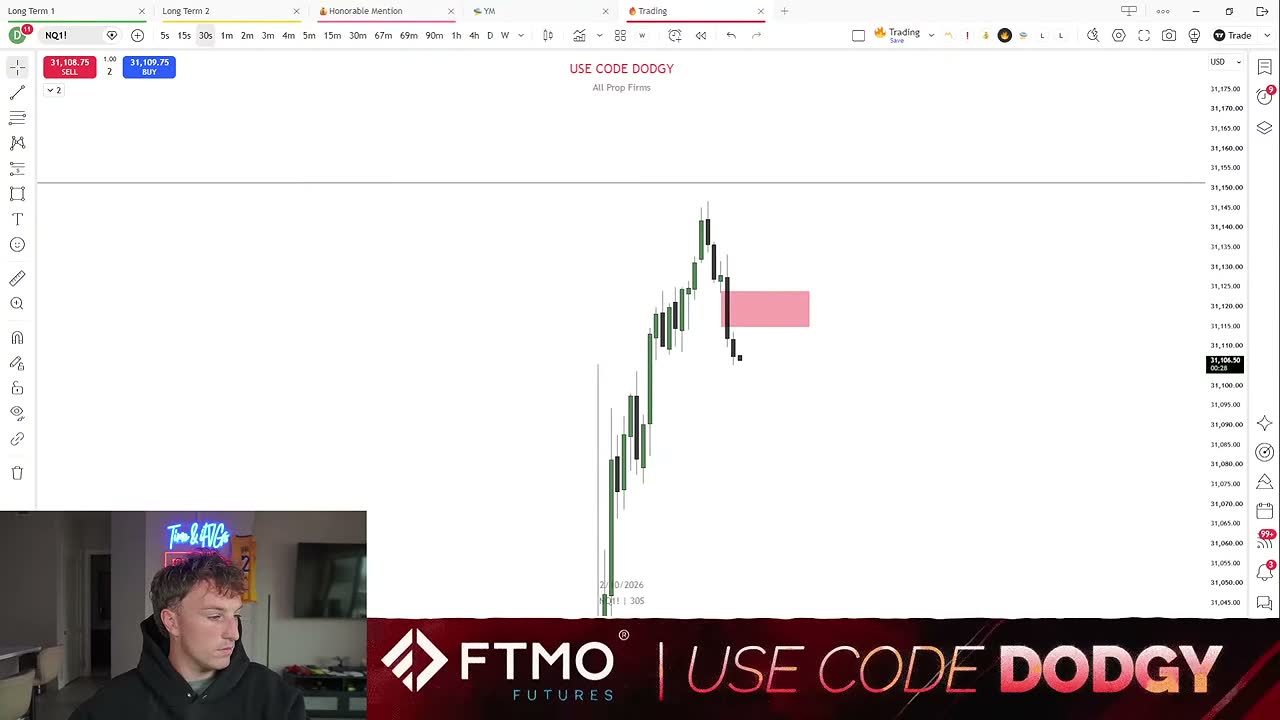 Long Term 1
Long Term 2
Honorable Mention
YM
Trading
D
11
NQ1!
5s
30s
1m
2m
3m
4m
5m
15m
30m
67m
69m
90m
1h
4h
D
W
Trading
Save
L
L
Trade
31,108.75
SELL
1.00
2
31,109.75
BUY
2
USE CODE DODGY
All Prop Firms
USD
31,175.00
31,170.00
31,165.00
31,160.00
31,155.00
31,150.00
31,145.00
31,140.00
31,135.00
31,130.00
31,125.00
31,120.00
31,115.00
31,110.00
31,106.50
00:28
31,100.00
31,095.00
31,090.00
31,085.00
31,080.00
31,075.00
31,070.00
31,065.00
31,060.00
31,055.00
31,050.00
31,045.00
9
99+
3
NQ1! | 30S
FTMO®
FUTURES
USE CODE DODGY